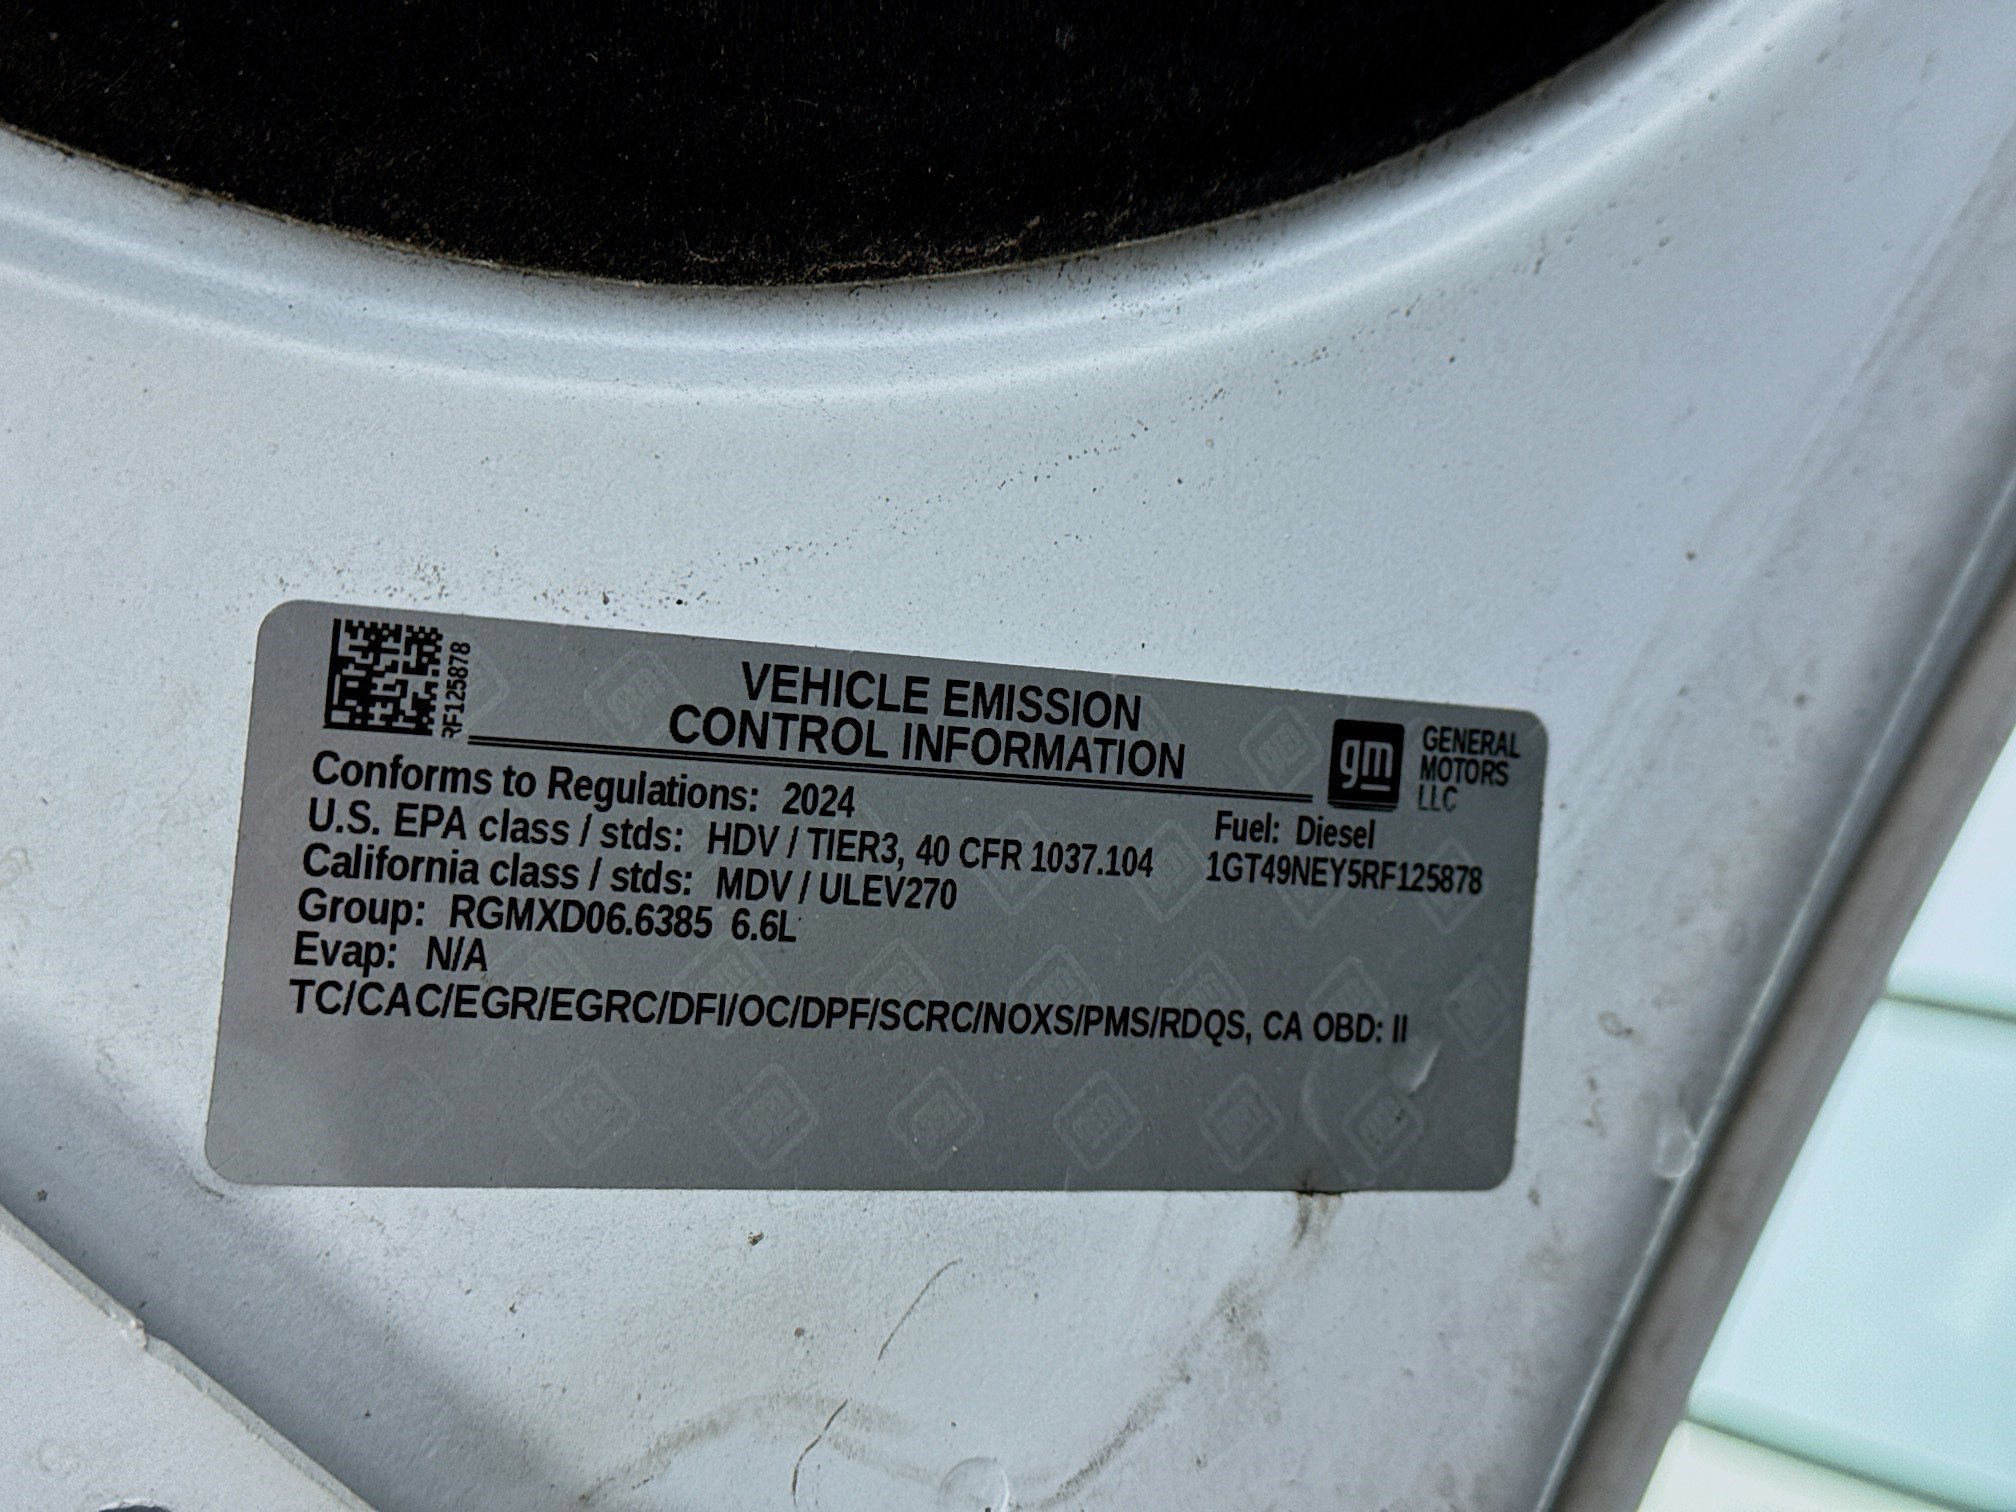 RF125878
VEHICLE EMISSION
CONTROL INFORMATION
gm
GENERAL
MOTORS
LLC
Conforms to Regulations: 2024
U.S. EPA class / stds: HDV / TIER3, 40 CFR 1037.104
California class / stds: MDV / ULEV270
Group: RGMXD06.6385 6.6L
Evap: N/A
Fuel: Diesel
1GT49NEY5RF125878
TC/CAC/EGR/EGRC/DFI/OC/DPF/SCRC/NOXS/PMS/RDQS, CA OBD: II